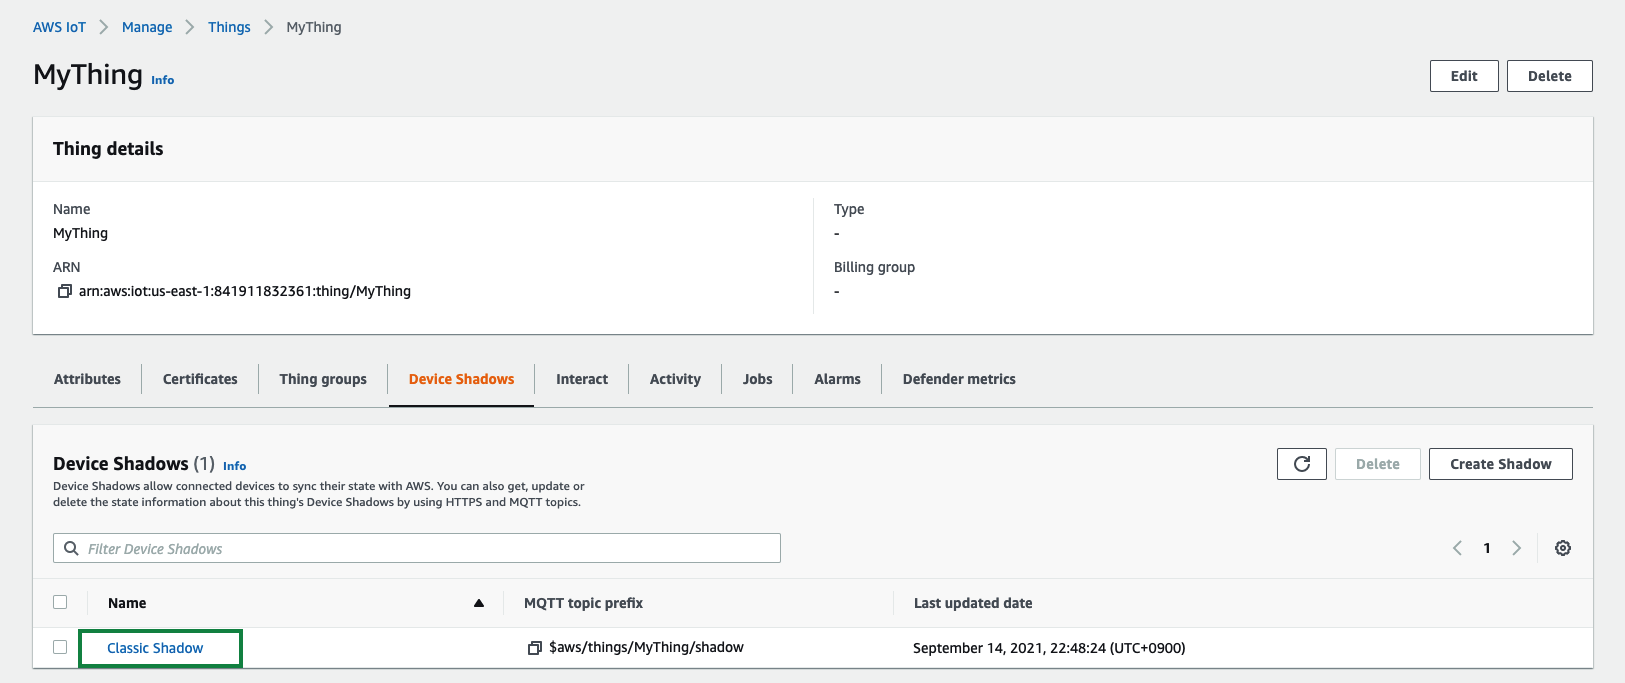 AWS IoT > Manage > Things > MyThing
MyThing Info
Edit Delete
Thing details
Name
MyThing
ARN
arn:aws:iot:us-east-1:841911832361:thing/MyThing
Type
-
Billing group
-
Attributes Certificates Thing groups Device Shadows Interact Activity Jobs Alarms Defender metrics
Device Shadows (1) Info
Device Shadows allow connected devices to sync their state with AWS. You can also get, update or
delete the state information about this thing's Device Shadows by using HTTPS and MQTT topics.
Delete Create Shadow
Filter Device Shadows
1
Name MQTT topic prefix Last updated date
Classic Shadow $aws/things/MyThing/shadow September 14, 2021, 22:48:24 (UTC+0900)